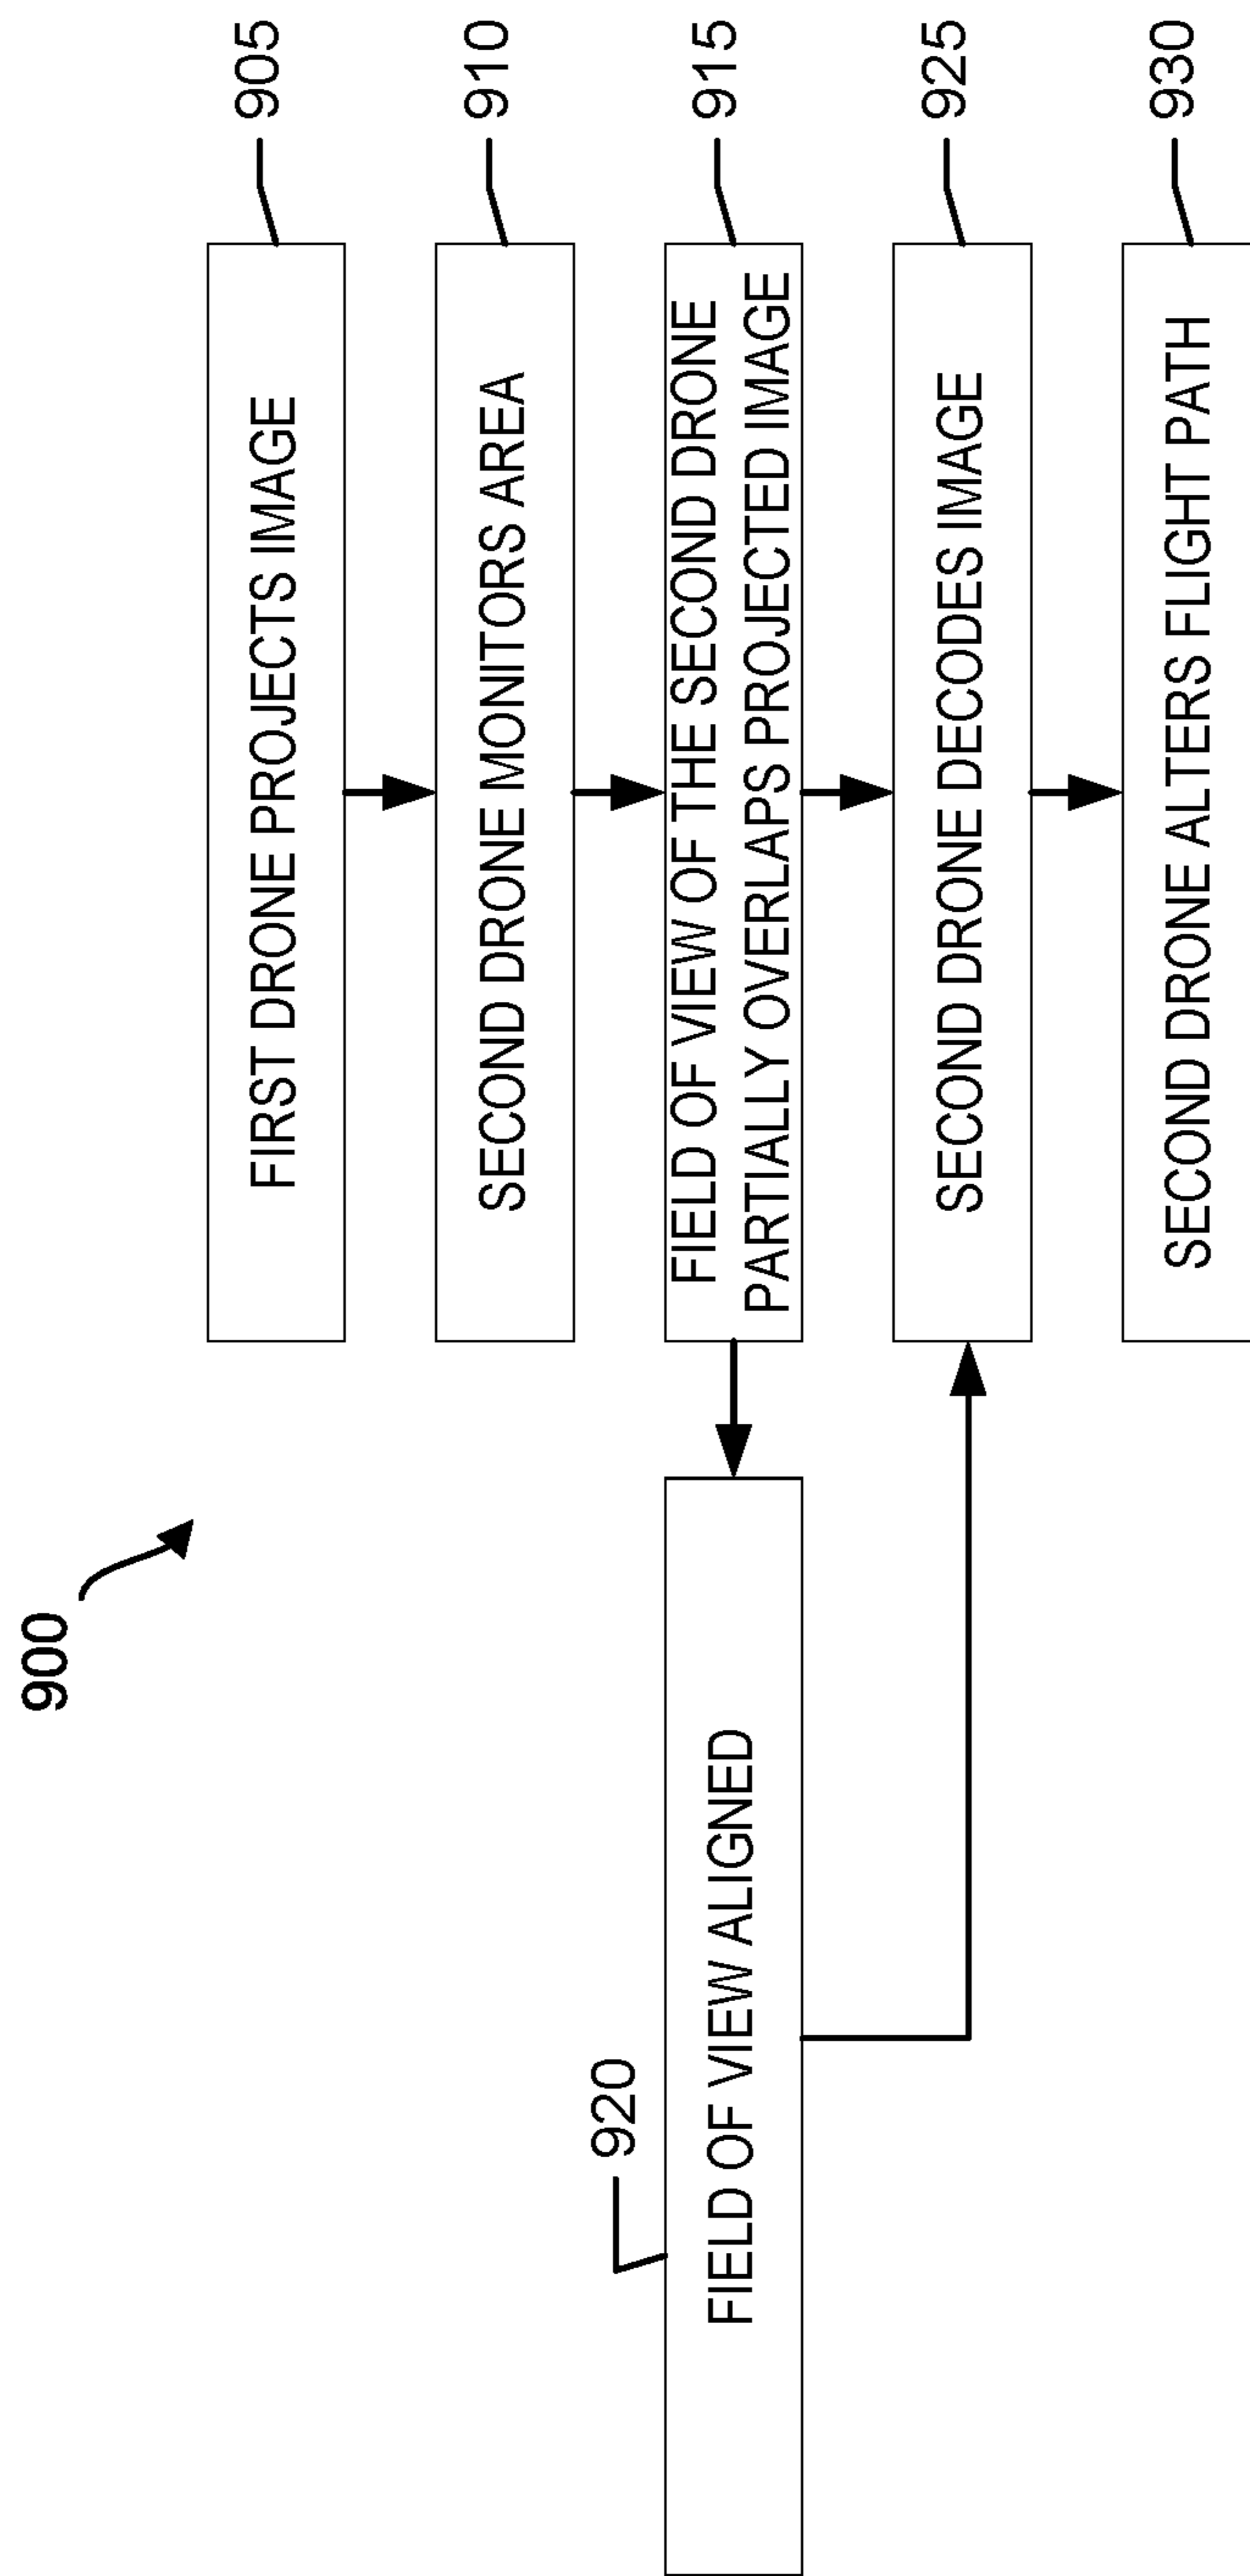 900
FIRST DRONE PROJECTS IMAGE
905
SECOND DRONE MONITORS AREA
910
FIELD OF VIEW OF THE SECOND DRONE
PARTIALLY OVERLAPS PROJECTED IMAGE
915
920
FIELD OF VIEW ALIGNED
SECOND DRONE DECODES IMAGE
925
SECOND DRONE ALTERS FLIGHT PATH
930